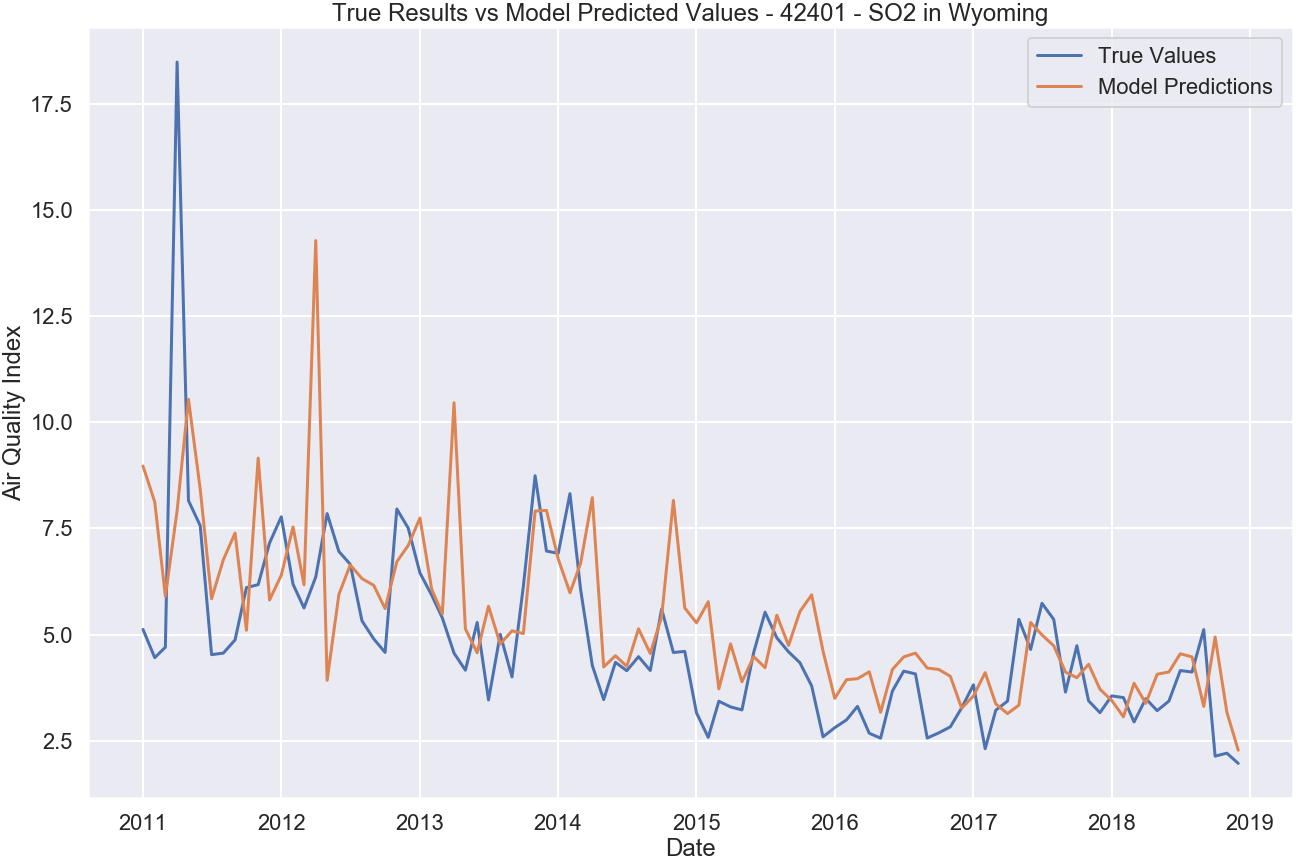 True Results vs Model Predicted Values - 42401 - SO2 in Wyoming
True Values
Model Predictions
17.5
15.0
12.5
10.0
7.5
5.0
2.5
Air Quality Index
2011 2012 2013 2014 2015 2016 2017 2018 2019
Date